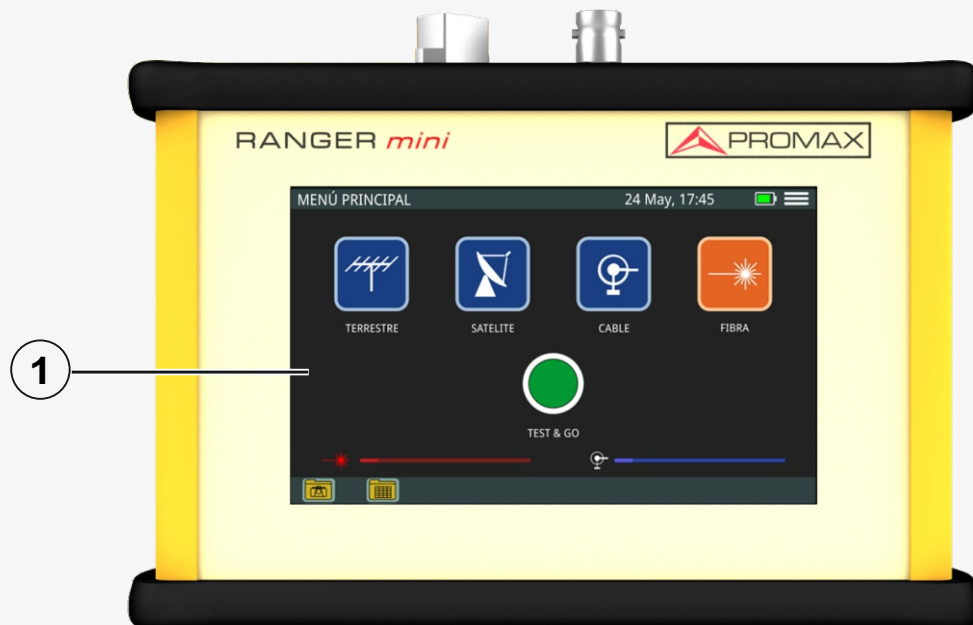 RANGER mini
PROMAX
MENÚ PRINCIPAL
24 May, 17:45
TERRESTRE
SATELITE
CABLE
FIBRA
1
TEST & GO